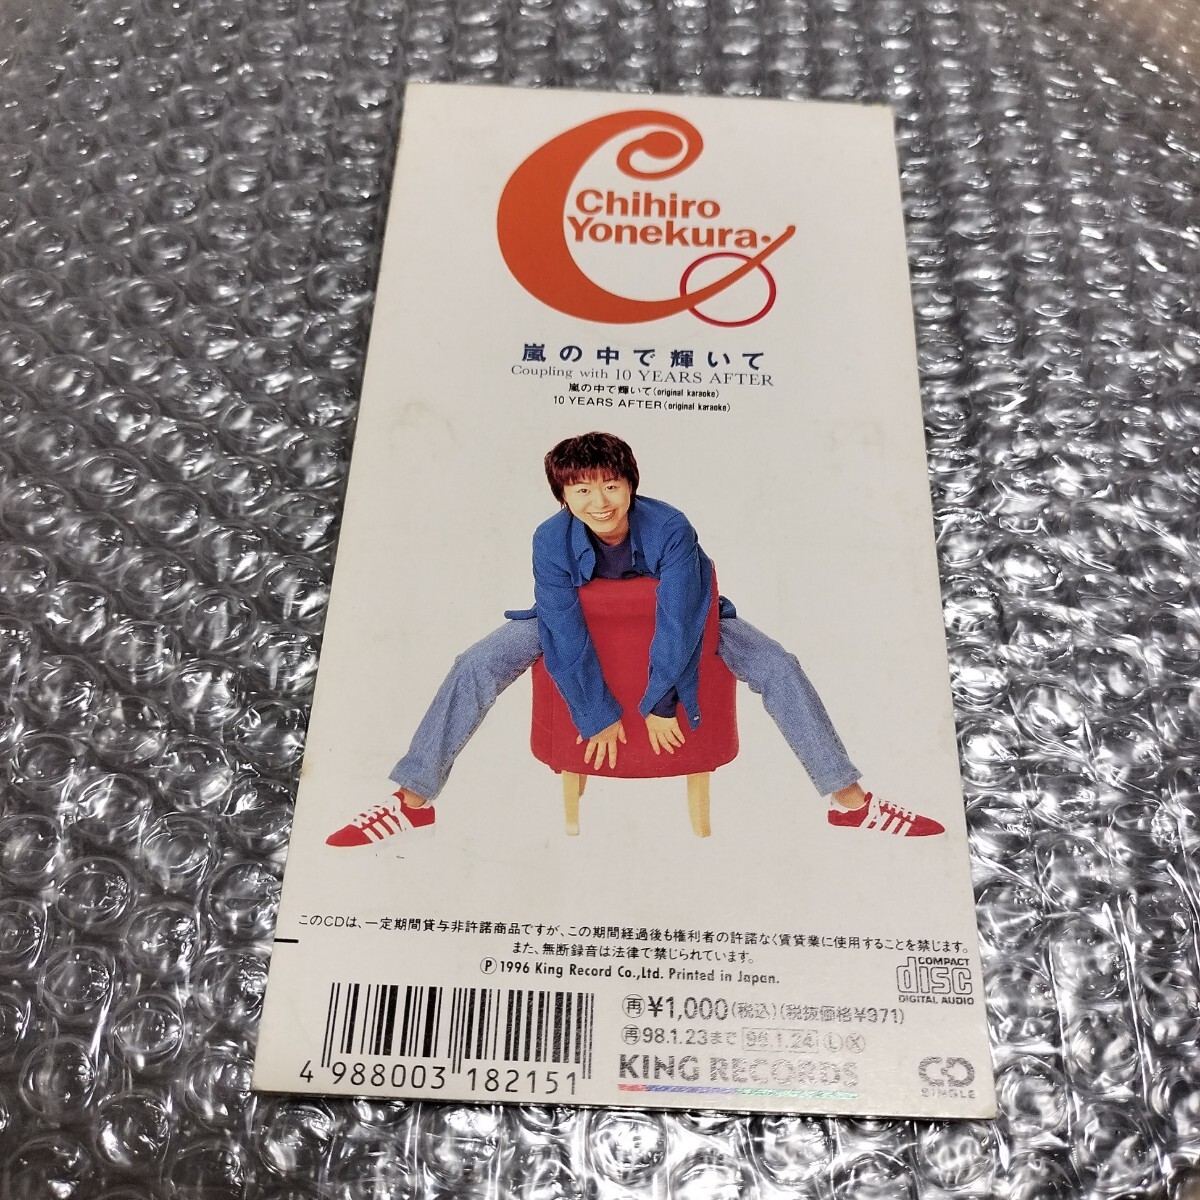 Chihiro
Yonekura
嵐の中で輝いて
Coupling with 10 YEARS AFTER
嵐の中で輝いて(original karaoke)
10 YEARS AFTER(original karaoke)
このCDは、一定期間貸与非許諾商品ですが、この期間経過後も権利者の許諾なく賃貸業に使用することを禁じます。
また、無断録音は法律で禁じられています。
Ⓟ1996 King Record Co.,Ltd. Printed in Japan.
COMPACT
disc
DIGITAL AUDIO
再¥1,000(税込)(税抜価格¥971)
再98.1.23まで 96.1.24 Ⓛ Ⓧ
KING RECORDS
CD
SINGLE
4 988003 182151